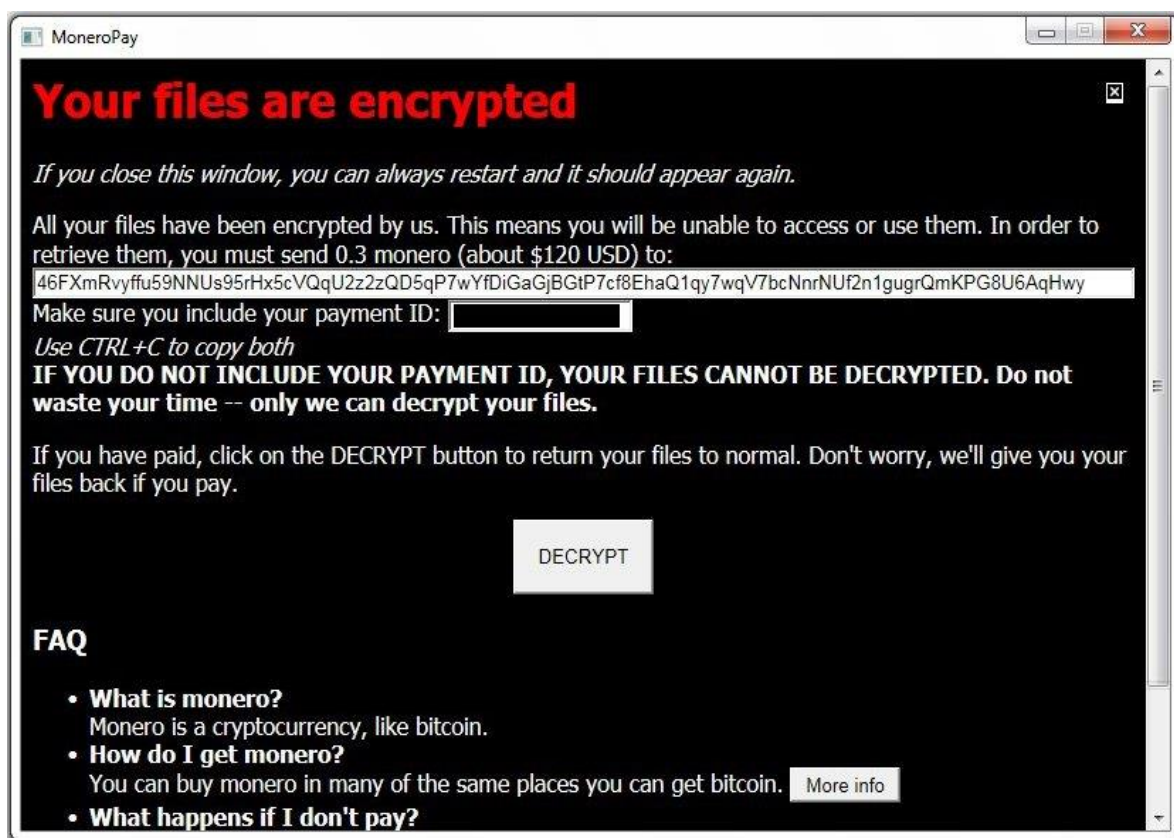 MoneroPay
Your files are encrypted
If you close this window, you can always restart and it should appear again.
All your files have been encrypted by us. This means you will be unable to access or use them. In order to
retrieve them, you must send 0.3 monero (about $120 USD) to:
46FXmRvyffu59NNUs95rHx5cVQqU2z2zQD5qP7wYfDiGaGjBGtP7cf8EhaQ1qy7wqV7bcNnrNUf2n1gugrQmKPG8U6AqHwy
Make sure you include your payment ID:
Use CTRL+C to copy both
IF YOU DO NOT INCLUDE YOUR PAYMENT ID, YOUR FILES CANNOT BE DECRYPTED. Do not
waste your time -- only we can decrypt your files.
If you have paid, click on the DECRYPT button to return your files to normal. Don't worry, we'll give you your
files back if you pay.
DECRYPT
FAQ
• What is monero?
Monero is a cryptocurrency, like bitcoin.
• How do I get monero?
You can buy monero in many of the same places you can get bitcoin. More info
• What happens if I don't pay?